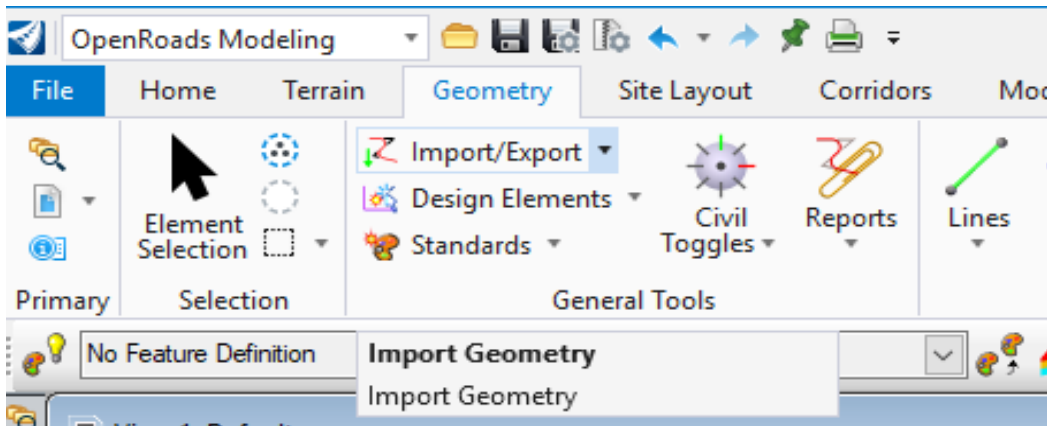 OpenRoads Modeling
File Home Terrain Geometry Site Layout Corridors Mod
Import/Export
Design Elements
Standards
Element
Selection
Civil
Toggles
Reports
Lines
Primary Selection General Tools
No Feature Definition
Import Geometry
Import Geometry